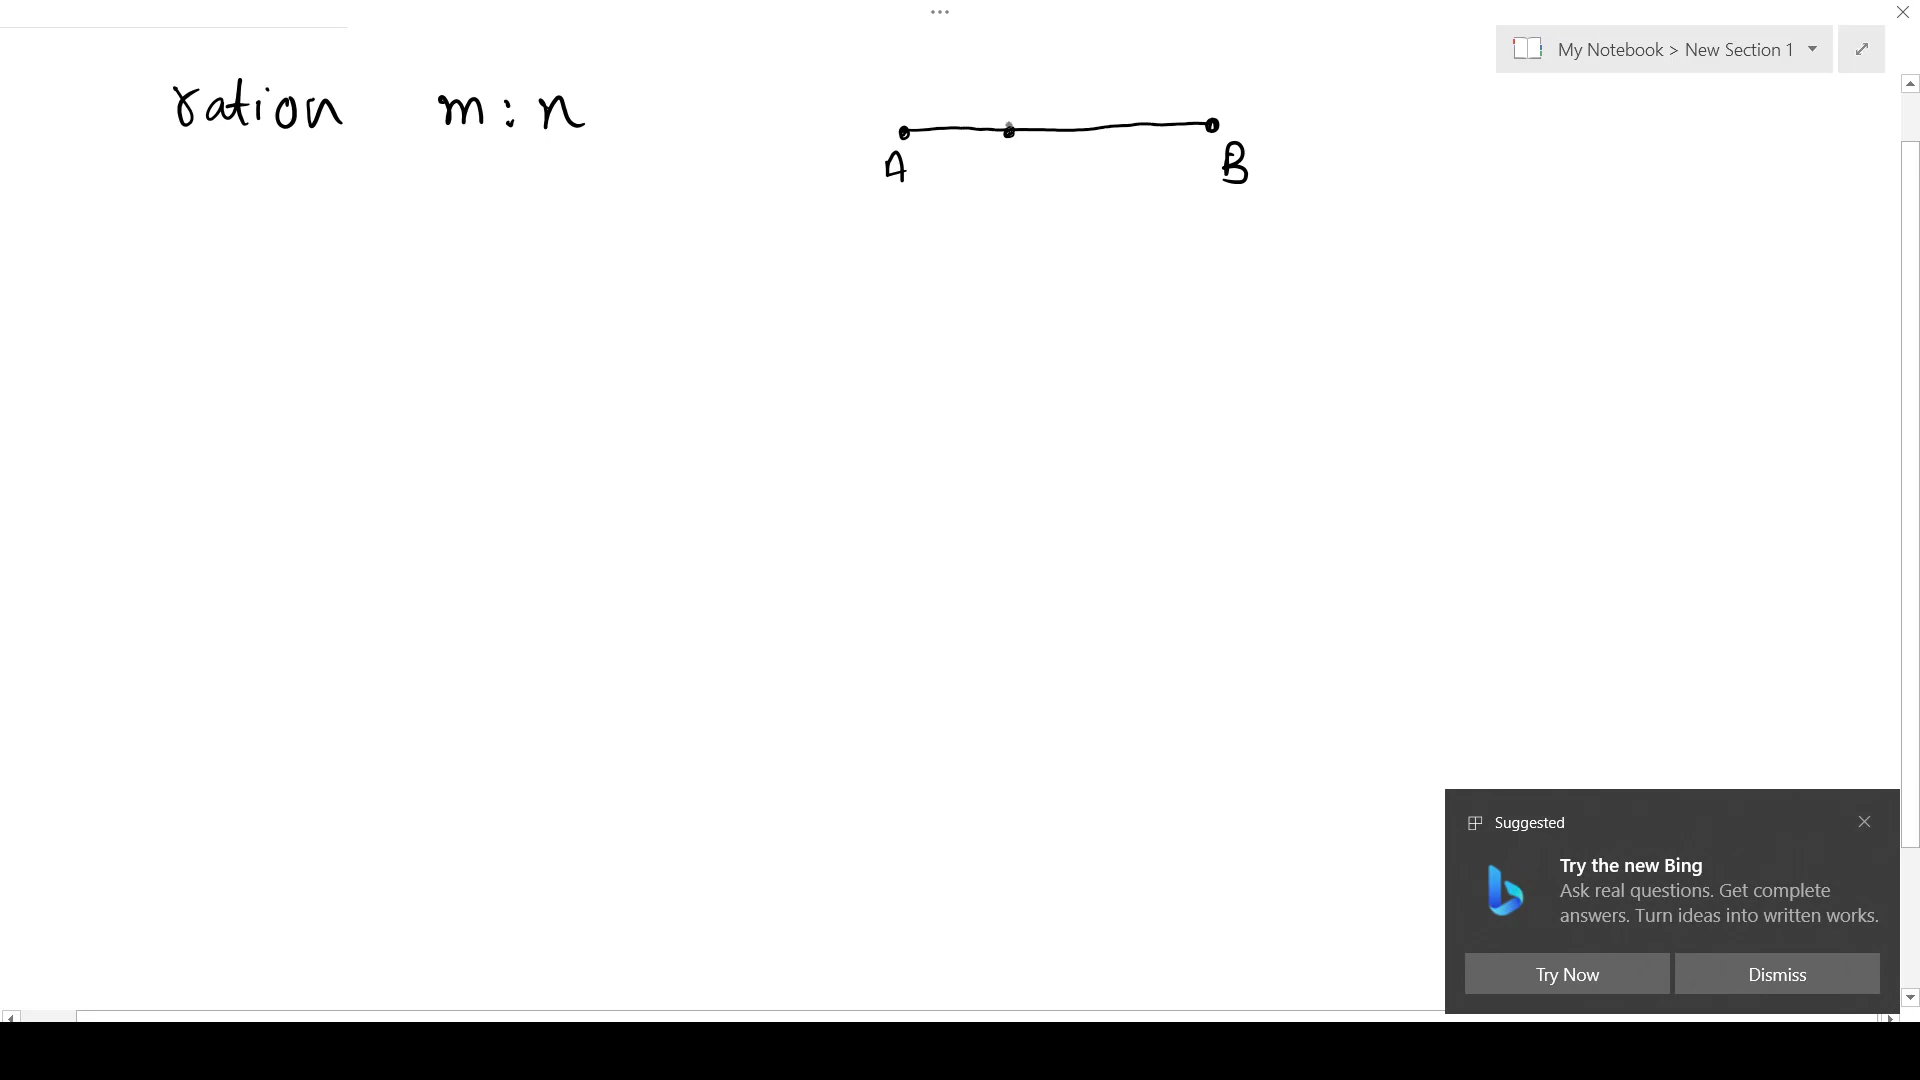 My Notebook > New Section 1
ration m : n
A B
Suggested
Try the new Bing
Ask real questions. Get complete
answers. Turn ideas into written works.
Try Now Dismiss